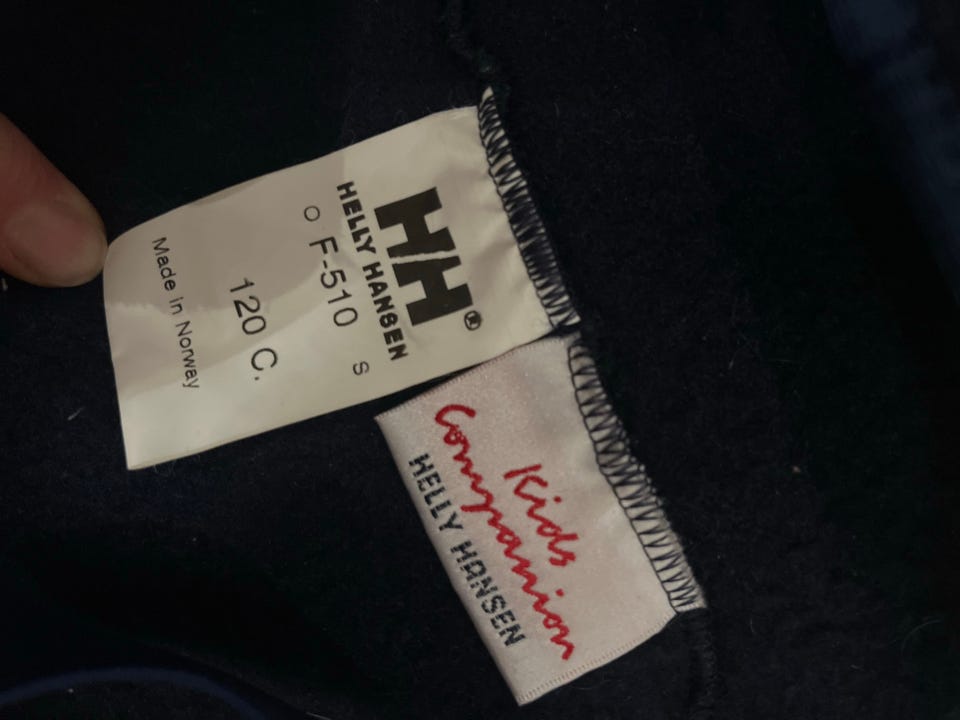 HH®
HELLY HANSEN
o F-510 s
120 C.
Made in Norway
Kids
Companion
HELLY HANSEN